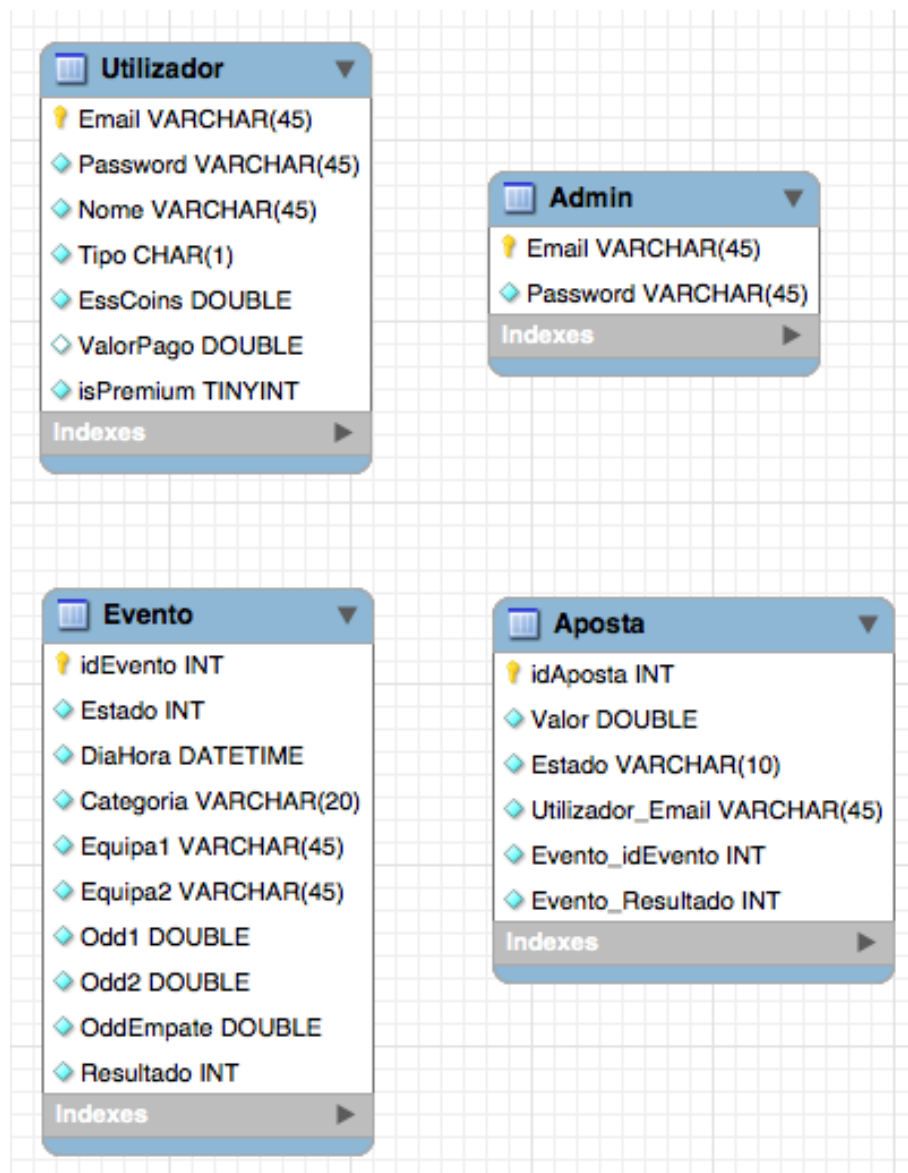 Utilizador
Email VARCHAR(45)
Password VARCHAR(45)
Nome VARCHAR(45)
Tipo CHAR(1)
EssCoins DOUBLE
ValorPago DOUBLE
isPremium TINYINT
Indexes
Admin
Email VARCHAR(45)
Password VARCHAR(45)
Indexes
Evento
idEvento INT
Estado INT
DiaHora DATETIME
Categoria VARCHAR(20)
Equipa1 VARCHAR(45)
Equipa2 VARCHAR(45)
Odd1 DOUBLE
Odd2 DOUBLE
OddEmpate DOUBLE
Resultado INT
Indexes
Aposta
idAposta INT
Valor DOUBLE
Estado VARCHAR(10)
Utilizador_Email VARCHAR(45)
Evento_idEvento INT
Evento_Resultado INT
Indexes